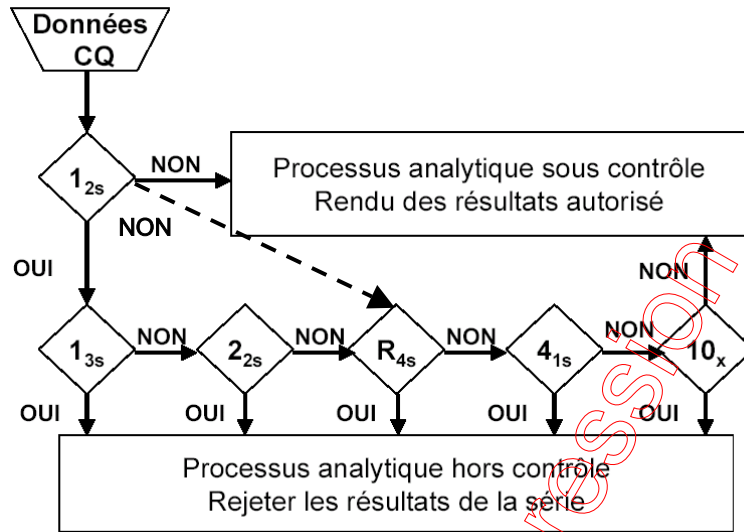 Données
CQ
NON
12s
Processus analytique sous contrôle
Rendu des résultats autorisé
NON
OUI
NON
13s
NON
22s
NON
R4s
NON
41s
NON
10x
OUI
OUI
OUI
OUI
OUI
Processus analytique hors contrôle
Rejeter les résultats de la série
ression